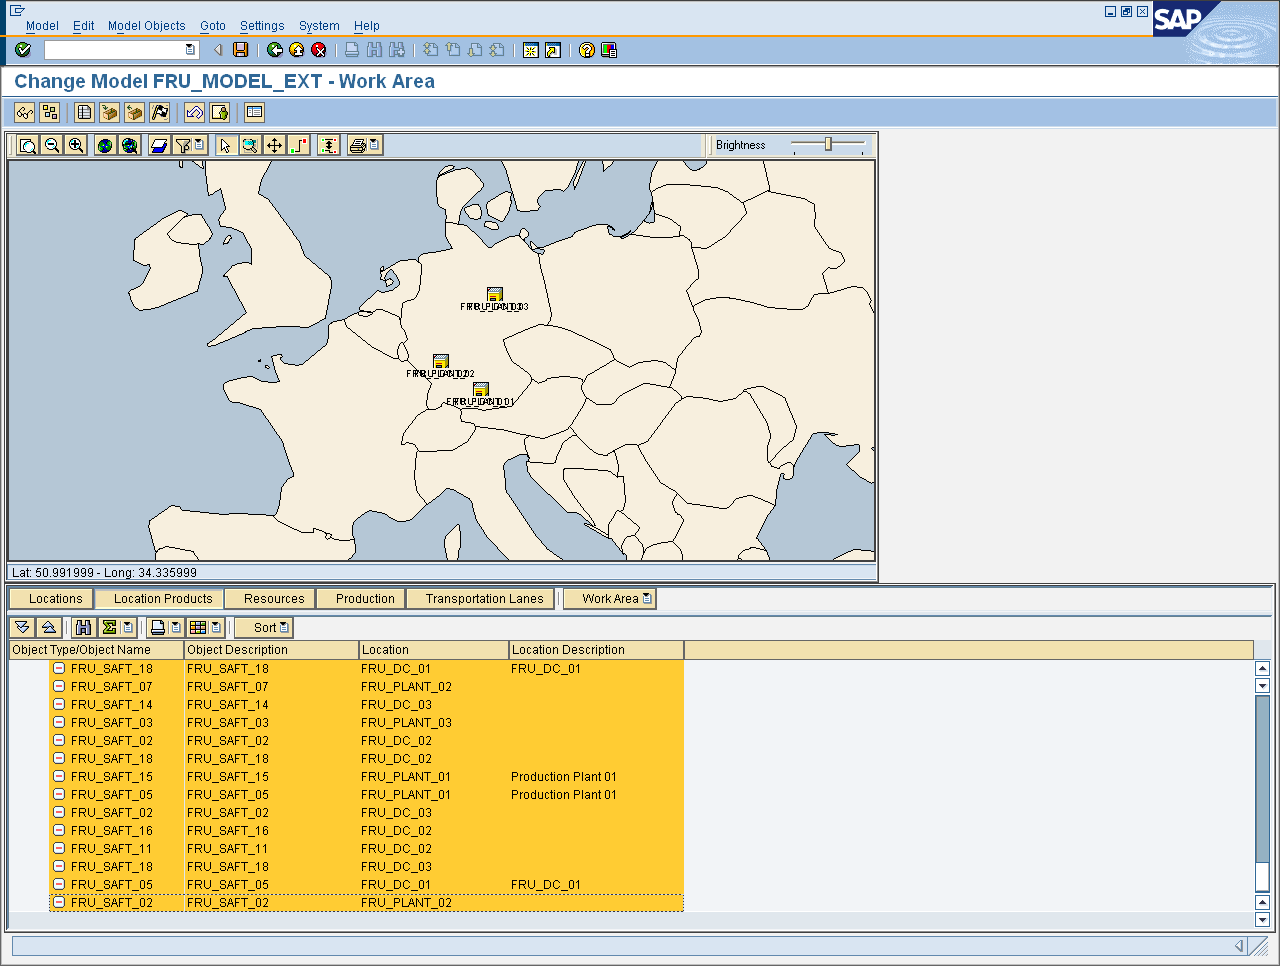 Model Edit Model Objects Goto Settings System Help
SAP
Change Model FRU_MODEL_EXT - Work Area
Brightness
Lat: 50.991999 - Long: 34.335999
Locations Location Products Resources Production Transportation Lanes Work Area
Sort
Object Type/Object Name Object Description Location Location Description
FRU_SAFT_18 FRU_SAFT_18 FRU_DC_01 FRU_DC_01
FRU_SAFT_07 FRU_SAFT_07 FRU_PLANT_02
FRU_SAFT_14 FRU_SAFT_14 FRU_DC_03
FRU_SAFT_03 FRU_SAFT_03 FRU_PLANT_03
FRU_SAFT_02 FRU_SAFT_02 FRU_DC_02
FRU_SAFT_18 FRU_SAFT_18 FRU_DC_02
FRU_SAFT_15 FRU_SAFT_15 FRU_PLANT_01 Production Plant 01
FRU_SAFT_05 FRU_SAFT_05 FRU_PLANT_01 Production Plant 01
FRU_SAFT_02 FRU_SAFT_02 FRU_DC_03
FRU_SAFT_16 FRU_SAFT_16 FRU_DC_02
FRU_SAFT_11 FRU_SAFT_11 FRU_DC_02
FRU_SAFT_18 FRU_SAFT_18 FRU_DC_03
FRU_SAFT_05 FRU_SAFT_05 FRU_DC_01 FRU_DC_01
FRU_SAFT_02 FRU_SAFT_02 FRU_PLANT_02